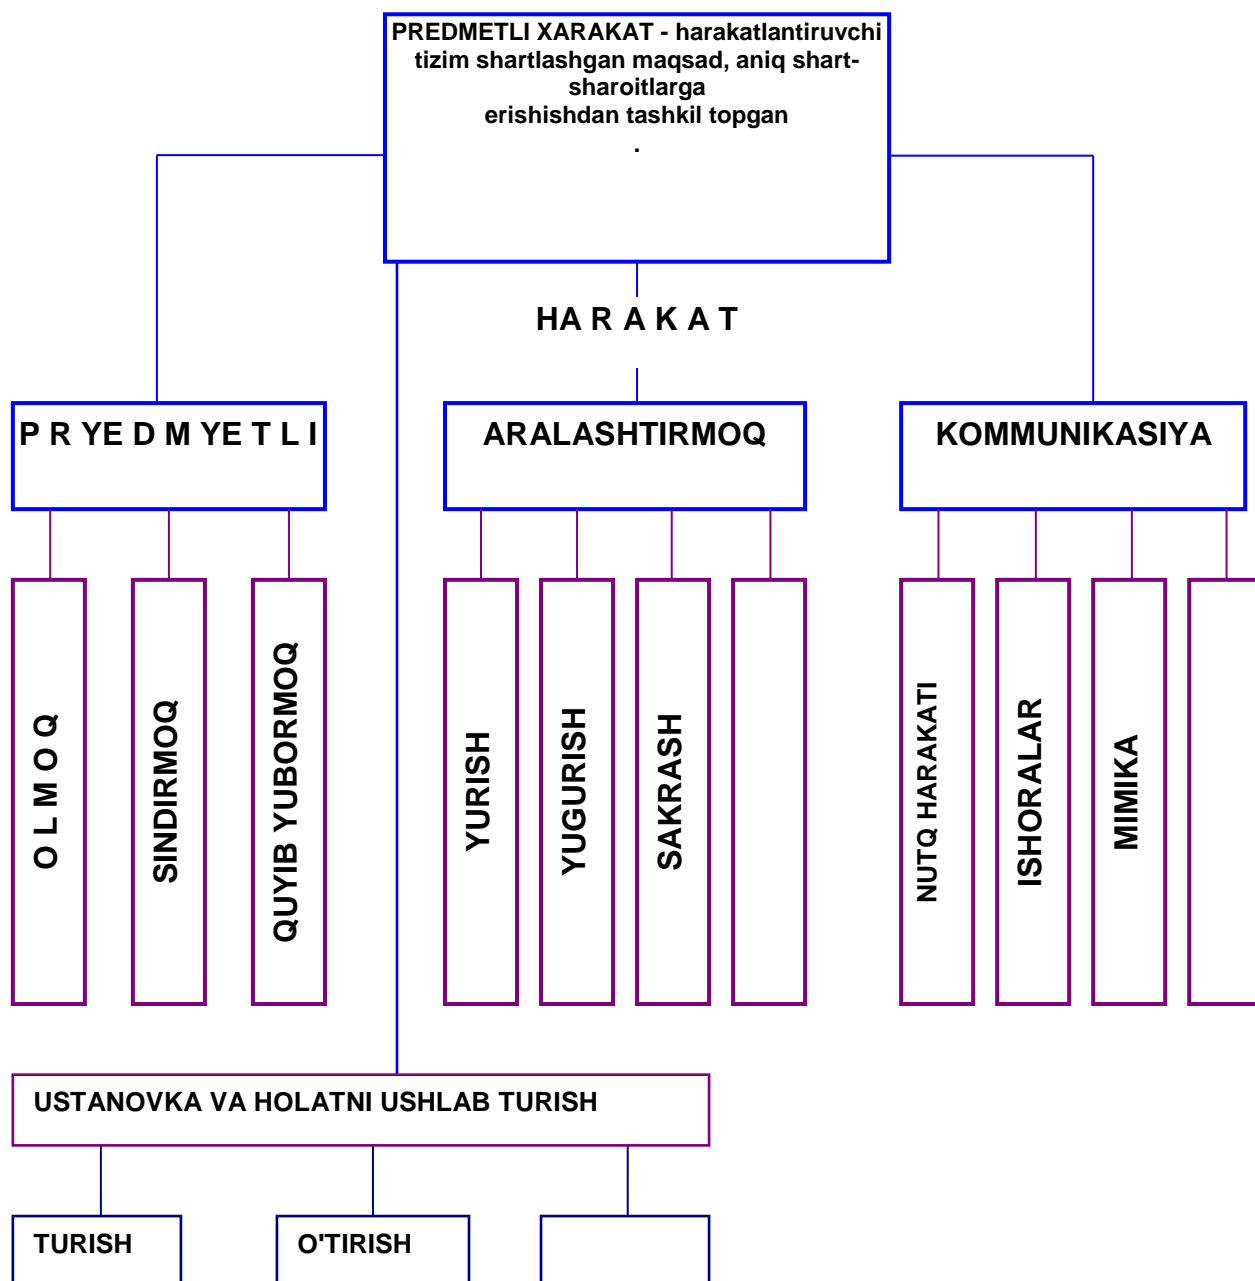 PREDMETLI XARAKAT - harakatlantiruvchi
tizim shartlashgan maqsad, aniq shart-
sharoitlarga
erishishdan tashkil topgan
.
HA R A K A T
P R YE D M YE T L I
ARALASHTIRMOQ
KOMMUNIKASIYA
O L M O Q
SINDIRMOQ
QUYIB YUBORMOQ
YURISH
YUGURISH
SAKRASH
NUTQ HARAKATI
ISHORALAR
MIMIKA
USTANOVKA VA HOLATNI USHLAB TURISH
TURISH
O'TIRISH